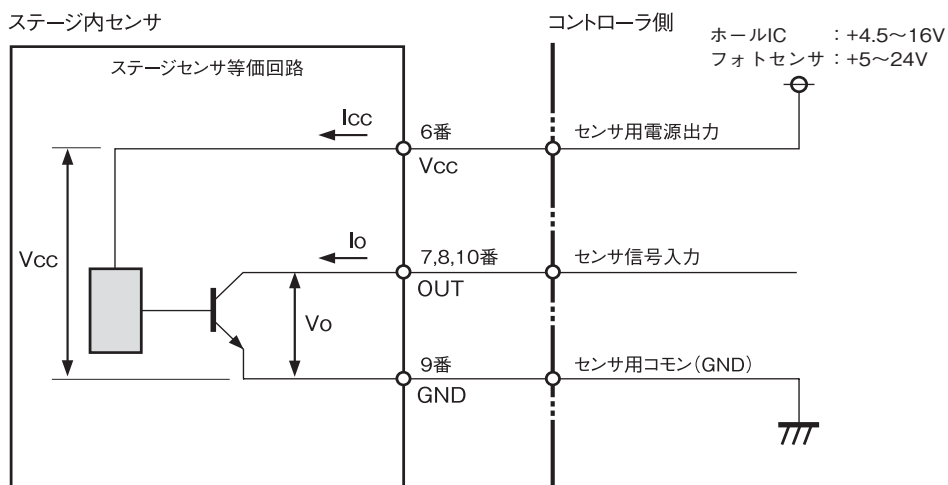 ステージ内センサ
コントローラ側
ホールIC ：+4.5～16V
フォトセンサ：+5～24V
ステージセンサ等価回路
Icc
6番
センサ用電源出力
Vcc
Vcc
Io
7,8,10番
センサ信号入力
OUT
Vo
9番
センサ用コモン（GND）
GND